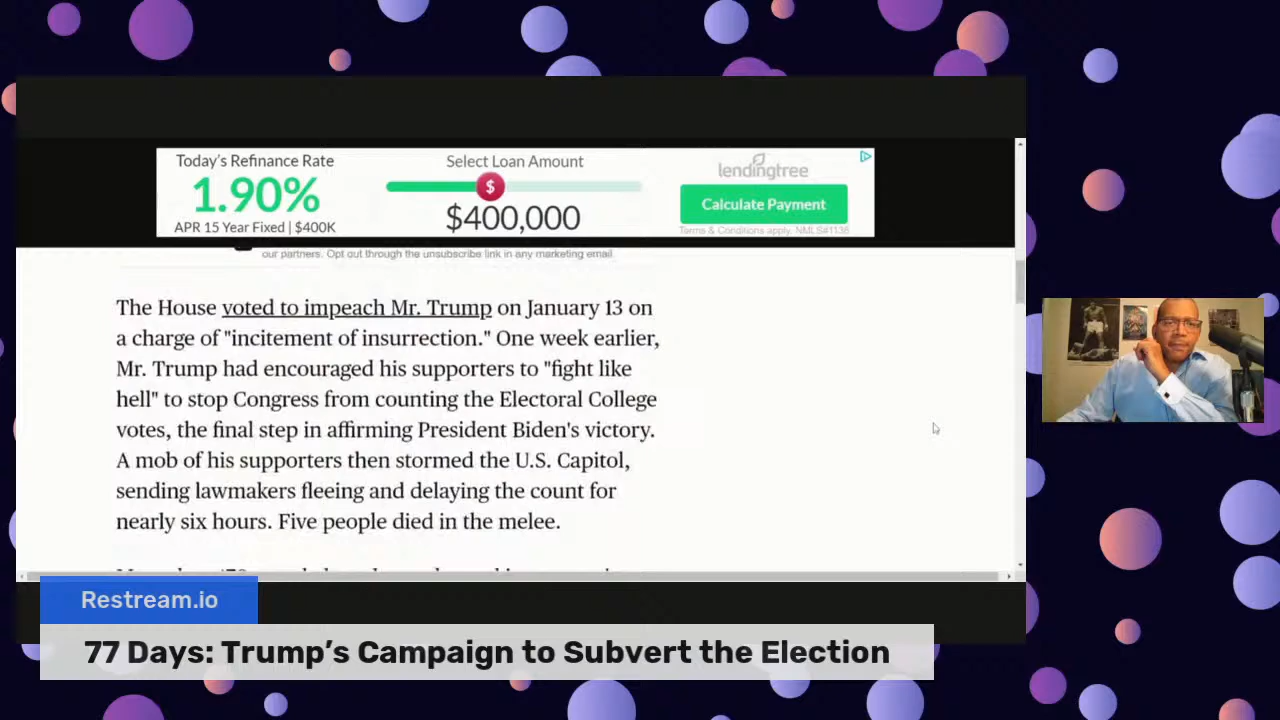 Today's Refinance Rate
1.90%
APR 15 Year Fixed | $400K
Select Loan Amount
$
$400,000
lendingtree
Calculate Payment
Terms & Conditions apply. NMLS#1136
our partners. Opt out through the unsubscribe link in any marketing email
The House voted to impeach Mr. Trump on January 13 on
a charge of "incitement of insurrection." One week earlier,
Mr. Trump had encouraged his supporters to "fight like
hell" to stop Congress from counting the Electoral College
votes, the final step in affirming President Biden's victory.
A mob of his supporters then stormed the U.S. Capitol,
sending lawmakers fleeing and delaying the count for
nearly six hours. Five people died in the melee.
Restream.io
77 Days: Trump’s Campaign to Subvert the Election